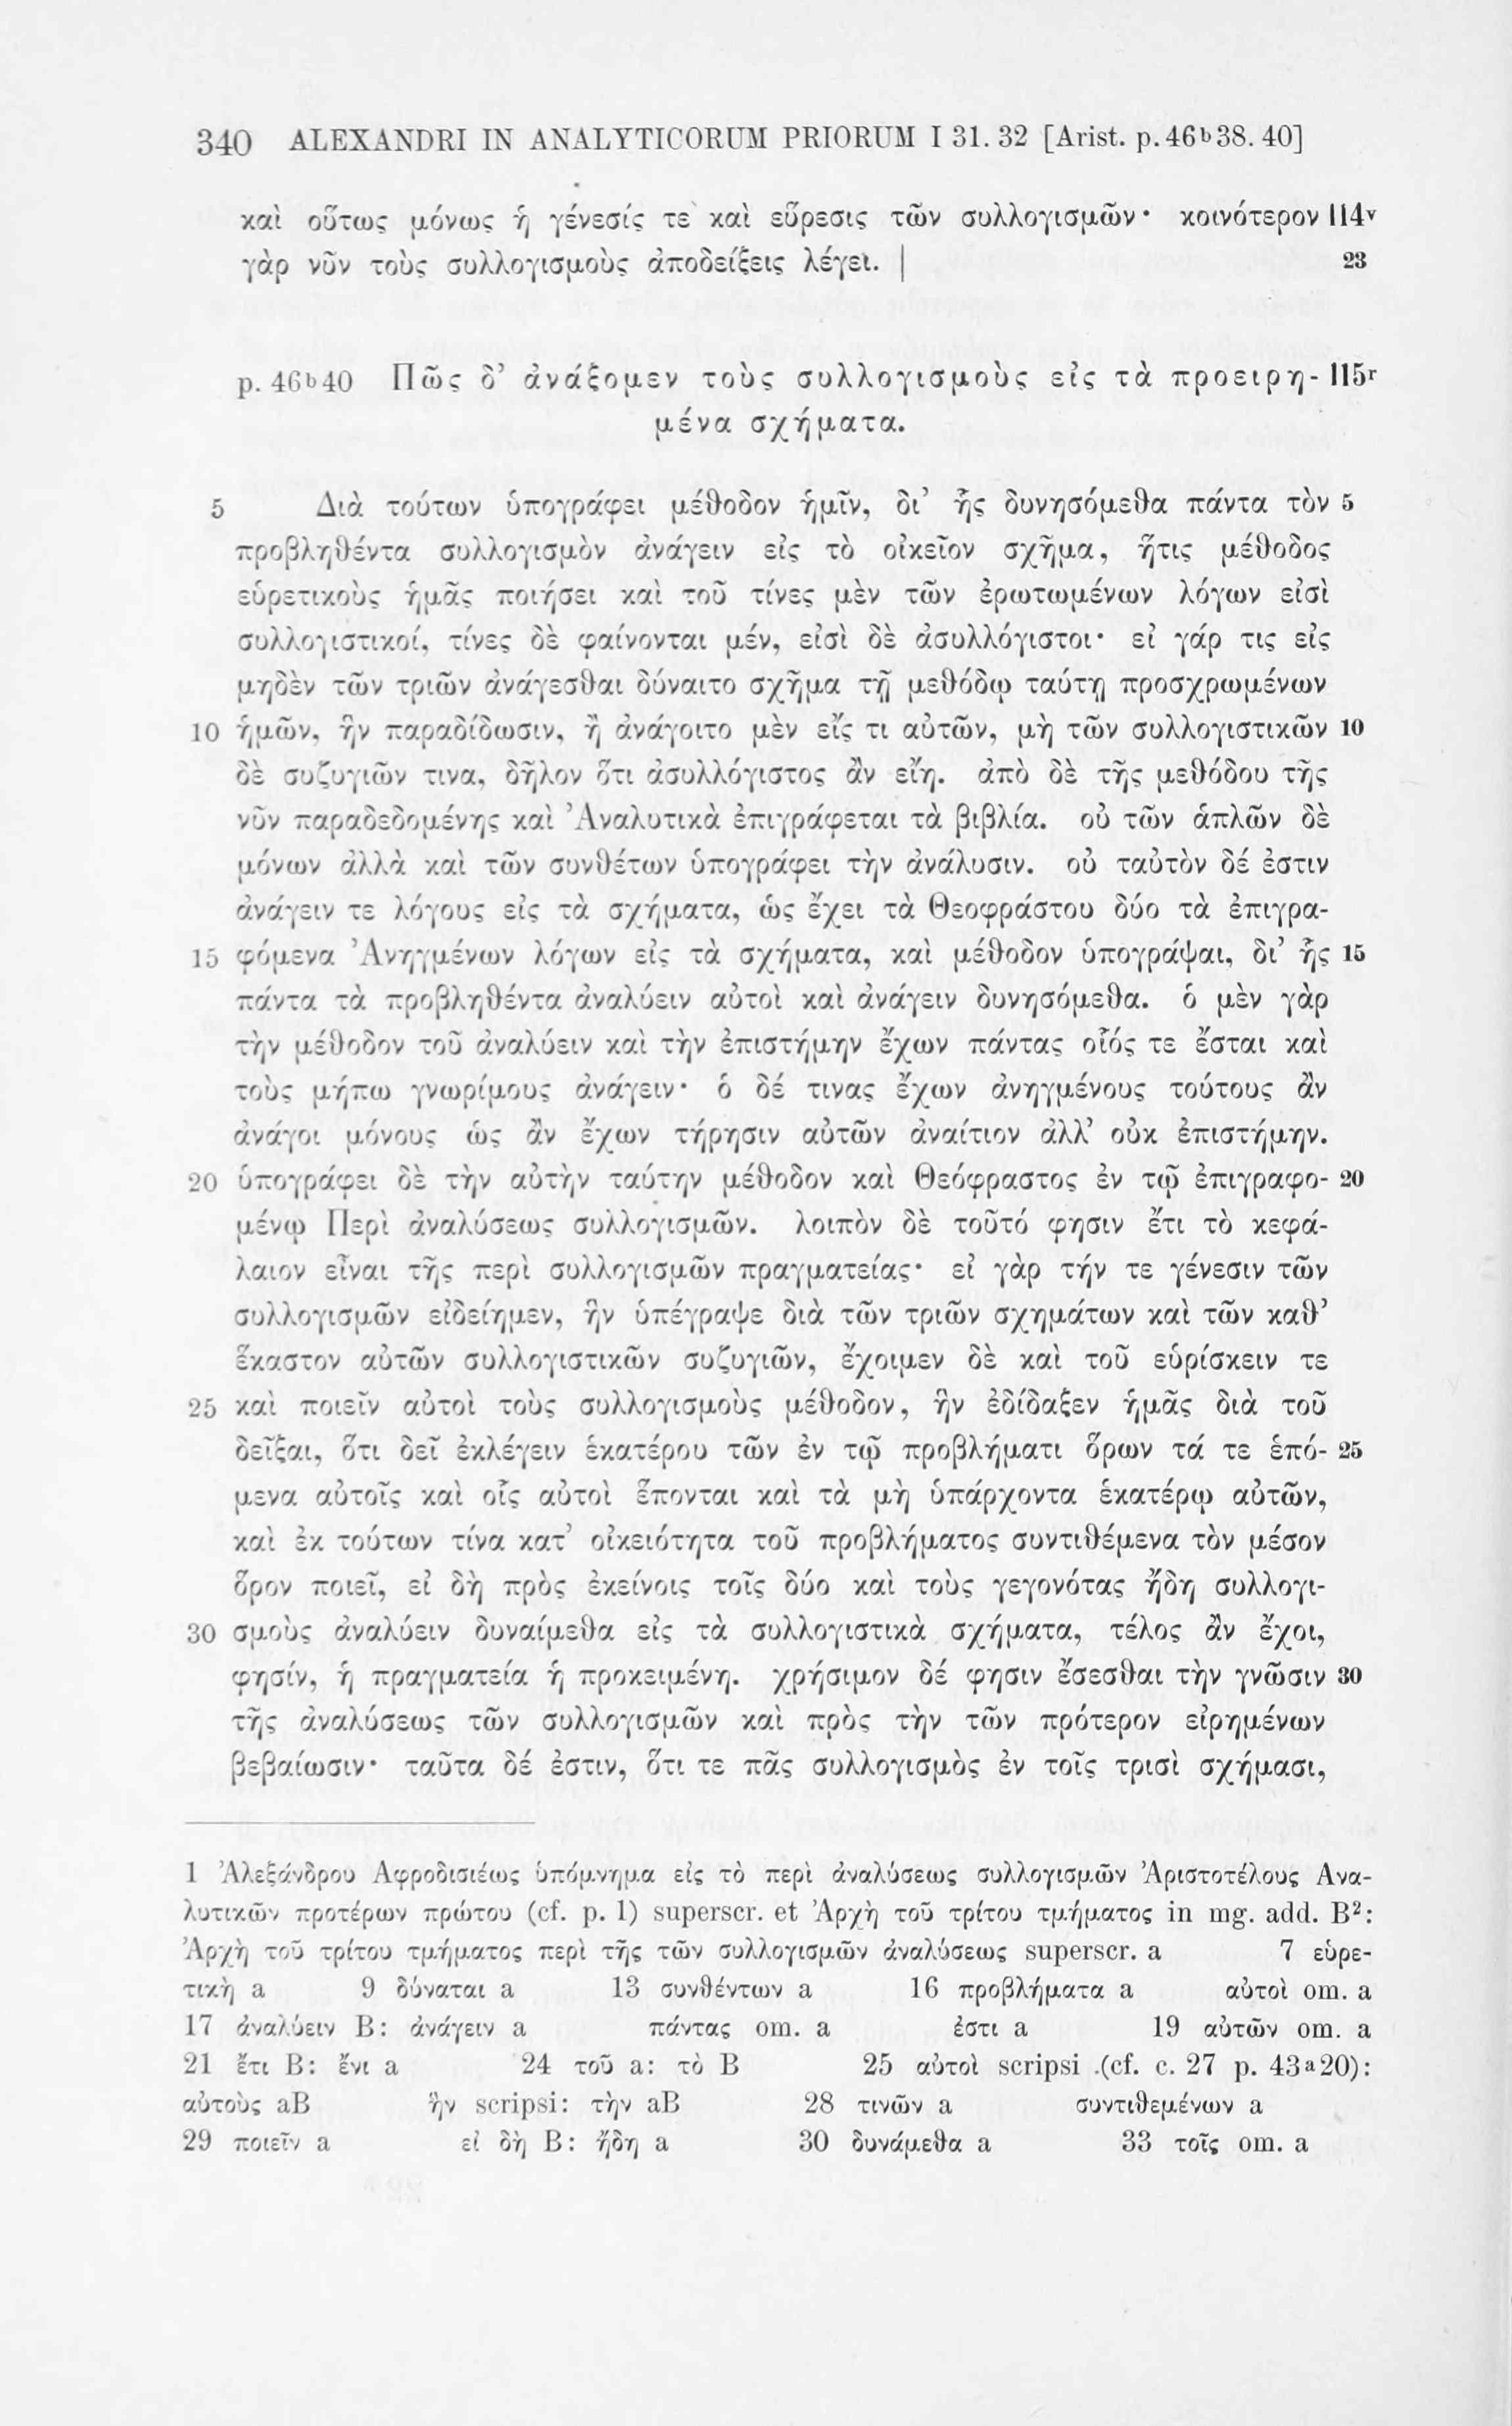 340 ALEXANDRI IN ANALYTICORUM PRIORUM I 31. 32 [Arist. p. 46ᵇ38. 40]
καὶ οὕτως μόνως ἡ γένεσίς τε καὶ εὕρεσις τῶν συλλογισμῶν· κοινότερον 114ᵛ
γὰρ νῦν τοὺς συλλογισμοὺς ἀποδείξεις λέγει. | 23
p. 46ᵇ40 Πῶς δ’ ἀνάξομεν τοὺς συλλογισμοὺς εἰς τὰ προειρη- 115ʳ
μένα σχήματα.
5 Διὰ τούτων ὑπογράφει μέθοδον ἡμῖν, δι’ ἧς δυνησόμεθα πάντα τὸν 5
προβληθέντα συλλογισμὸν ἀνάγειν εἰς τὸ οἰκεῖον σχῆμα, ἥτις μέθοδος
εὑρετικοὺς ἡμᾶς ποιήσει καὶ τοῦ τίνες μὲν τῶν ἐρωτωμένων λόγων εἰσὶ
συλλογιστικοί, τίνες δὲ φαίνονται μέν, εἰσὶ δὲ ἀσυλλόγιστοι· εἰ γάρ τις εἰς
μηδὲν τῶν τριῶν ἀνάγεσθαι δύναιτο σχῆμα τῇ μεθόδῳ ταύτῃ προσχρωμένων
10 ἡμῶν, ἣν παραδίδωσιν, ἢ ἀνάγοιτο μὲν εἴς τι αὐτῶν, μὴ τῶν συλλογιστικῶν 10
δὲ συζυγιῶν τινα, δῆλον ὅτι ἀσυλλόγιστος ἂν εἴη. ἀπὸ δὲ τῆς μεθόδου τῆς
νῦν παραδεδομένης καὶ Ἀναλυτικὰ ἐπιγράφεται τὰ βιβλία. οὐ τῶν ἁπλῶν δὲ
μόνων ἀλλὰ καὶ τῶν συνθέτων ὑπογράφει τὴν ἀνάλυσιν. οὐ ταὐτὸν δέ ἐστιν
ἀνάγειν τε λόγους εἰς τὰ σχήματα, ὡς ἔχει τὰ Θεοφράστου δύο τὰ ἐπιγρα-
15 φόμενα Ἀνηγμένων λόγων εἰς τὰ σχήματα, καὶ μέθοδον ὑπογράψαι, δι’ ἧς 15
πάντα τὰ προβληθέντα ἀναλύειν αὐτοὶ καὶ ἀνάγειν δυνησόμεθα. ὁ μὲν γὰρ
τὴν μέθοδον τοῦ ἀναλύειν καὶ τὴν ἐπιστήμην ἔχων πάντας οἷός τε ἔσται καὶ
τοὺς μήπω γνωρίμους ἀνάγειν· ὁ δέ τινας ἔχων ἀνηγμένους τούτους ἂν
ἀνάγοι μόνους ὡς ἂν ἔχων τήρησιν αὐτῶν ἀναίτιον ἀλλ’ οὐκ ἐπιστήμην.
20 ὑπογράφει δὲ τὴν αὐτὴν ταύτην μέθοδον καὶ Θεόφραστος ἐν τῷ ἐπιγραφο- 20
μένῳ Περὶ ἀναλύσεως συλλογισμῶν. λοιπὸν δὲ τοῦτό φησιν ἔτι τὸ κεφά-
λαιον εἶναι τῆς περὶ συλλογισμῶν πραγματείας· εἰ γὰρ τήν τε γένεσιν τῶν
συλλογισμῶν εἰδείημεν, ἣν ὑπέγραψε διὰ τῶν τριῶν σχημάτων καὶ τῶν καθ’
ἕκαστον αὐτῶν συλλογιστικῶν συζυγιῶν, ἔχοιμεν δὲ καὶ τοῦ εὑρίσκειν τε
25 καὶ ποιεῖν αὐτοὶ τοὺς συλλογισμοὺς μέθοδον, ἣν ἐδίδαξεν ἡμᾶς διὰ τοῦ
δεῖξαι, ὅτι δεῖ ἐκλέγειν ἑκατέρου τῶν ἐν τῷ προβλήματι ὅρων τά τε ἑπό- 25
μενα αὐτοῖς καὶ οἷς αὐτοὶ ἕπονται καὶ τὰ μὴ ὑπάρχοντα ἑκατέρῳ αὐτῶν,
καὶ ἐκ τούτων τίνα κατ’ οἰκειότητα τοῦ προβλήματος συντιθέμενα τὸν μέσον
ὅρον ποιεῖ, εἰ δὴ πρὸς ἐκείνοις τοῖς δύο καὶ τοὺς γεγονότας ἤδη συλλογι-
30 σμοὺς ἀναλύειν δυναίμεθα εἰς τὰ συλλογιστικὰ σχήματα, τέλος ἂν ἔχοι,
φησίν, ἡ πραγματεία ἡ προκειμένη. χρήσιμον δέ φησιν ἔσεσθαι τὴν γνῶσιν 30
τῆς ἀναλύσεως τῶν συλλογισμῶν καὶ πρὸς τὴν τῶν πρότερον εἰρημένων
βεβαίωσιν· ταῦτα δέ ἐστιν, ὅτι τε πᾶς συλλογισμὸς ἐν τοῖς τρισὶ σχήμασι,
1 Ἀλεξάνδρου Αφροδισιέως ὑπόμνημα εἰς τὸ περὶ ἀναλύσεως συλλογισμῶν Ἀριστοτέλους Ανα-
λυτικῶν προτέρων πρώτου (cf. p. 1) superscr. et Ἀρχὴ τοῦ τρίτου τμήματος in mg. add. B²:
Ἀρχὴ τοῦ τρίτου τμήματος περὶ τῆς τῶν συλλογισμῶν ἀναλύσεως superscr. a 7 εὑρε-
τικὴ a 9 δύναται a 13 συνθέντων a 16 προβλήματα a αὐτοὶ om. a
17 ἀναλύειν B: ἀνάγειν a πάντας om. a ἐστι a 19 αὐτῶν om. a
21 ἔτι B: ἔνι a 24 τοῦ a: τὸ B 25 αὐτοὶ scripsi (cf. c. 27 p. 43ᵃ20):
αὐτοὺς aB ἣν scripsi: τὴν aB 28 τινῶν a συντιθεμένων a
29 ποιεῖν a εἰ δὴ B: ἤδη a 30 δυνάμεθα a 33 τοῖς om. a